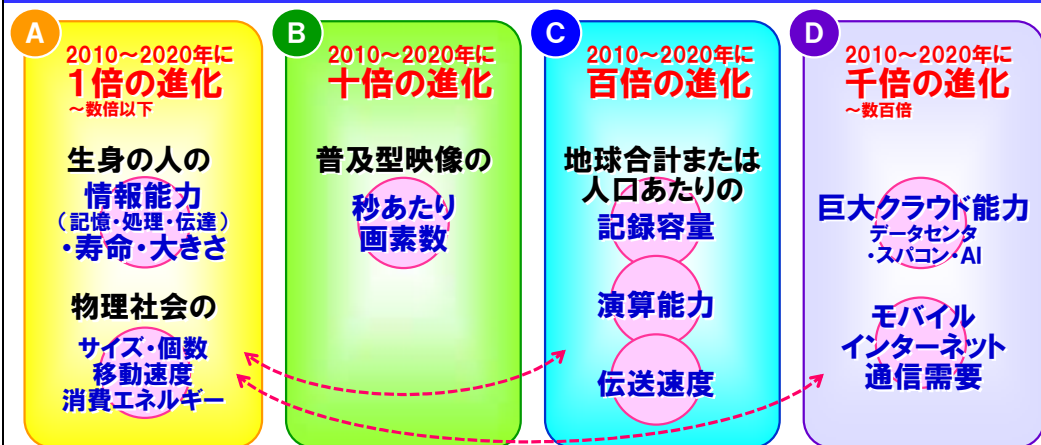 A
2010～2020年に
1倍の進化
～数倍以下
生身の人の
情報能力
（記憶・処理・伝達）
・寿命・大きさ
物理社会の
サイズ・個数
移動速度
消費エネルギー
B
2010～2020年に
十倍の進化
普及型映像の
秒あたり
画素数
C
2010～2020年に
百倍の進化
地球合計または
人口あたりの
記録容量
演算能力
伝送速度
D
2010～2020年に
千倍の進化
～数百倍
巨大クラウド能力
データセンタ
・スパコン・AI
モバイル
インターネット
通信需要